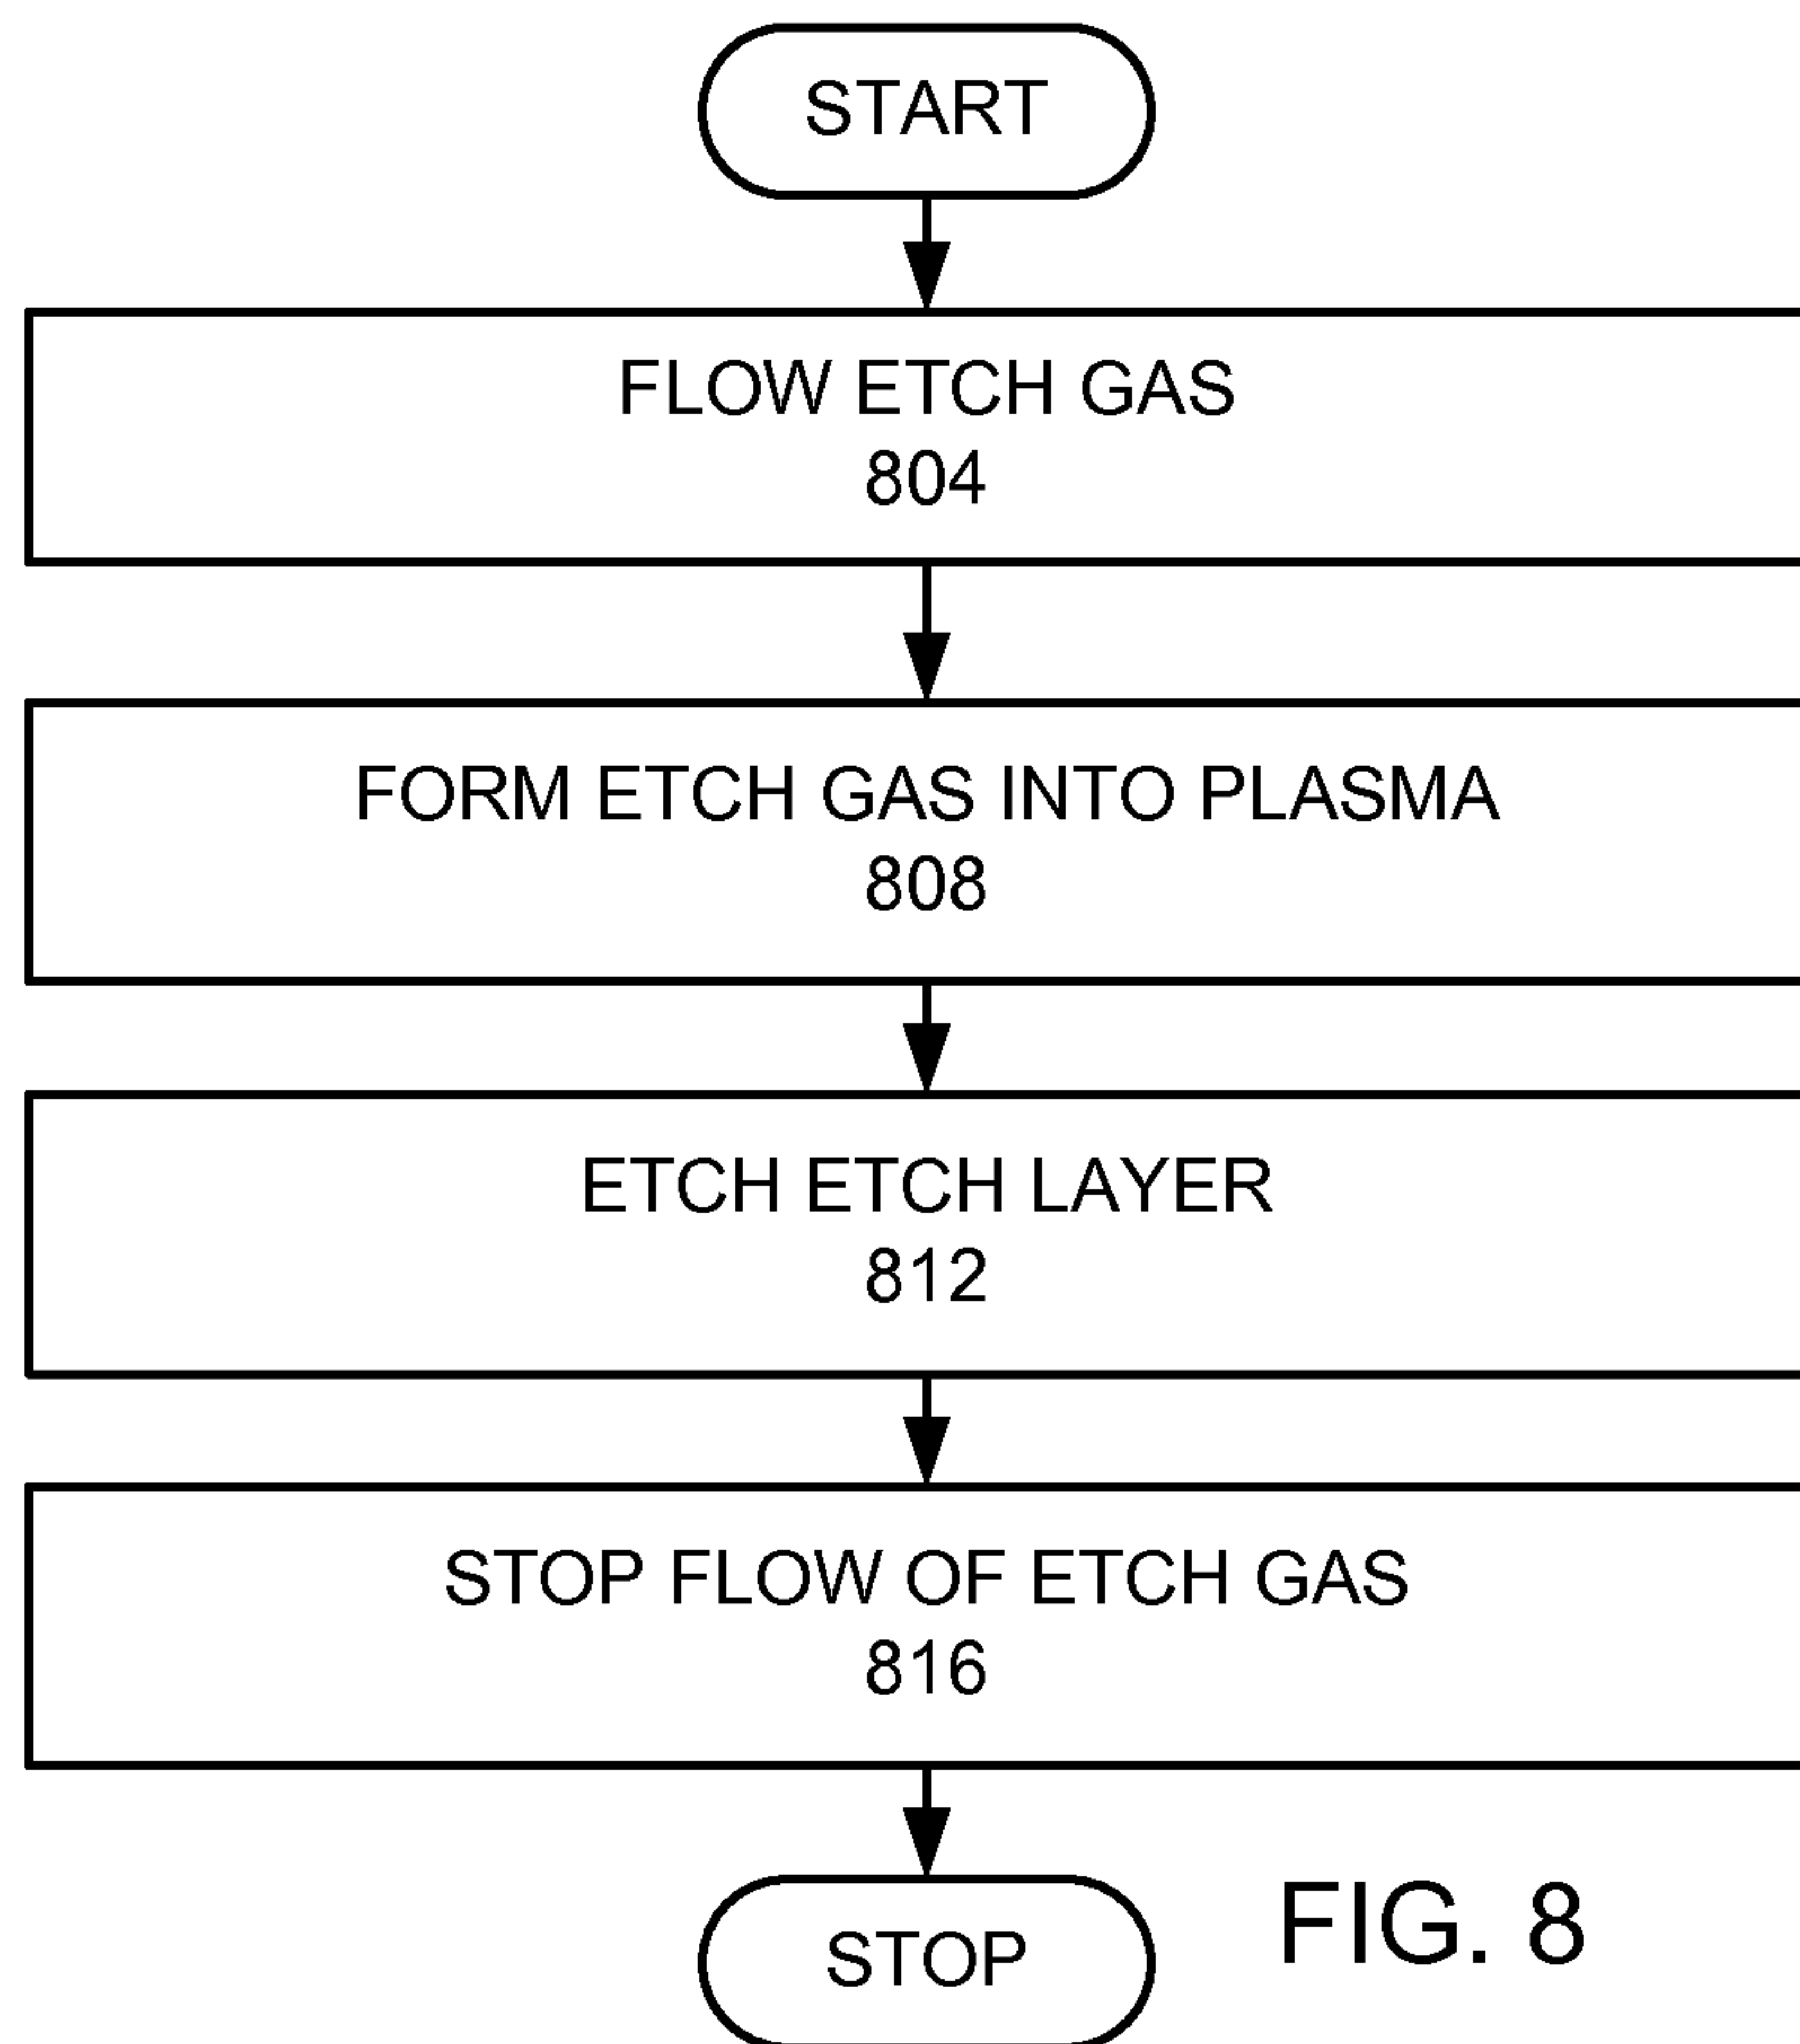 START
FLOW ETCH GAS
804
FORM ETCH GAS INTO PLASMA
808
ETCH ETCH LAYER
812
STOP FLOW OF ETCH GAS
816
STOP
FIG. 8